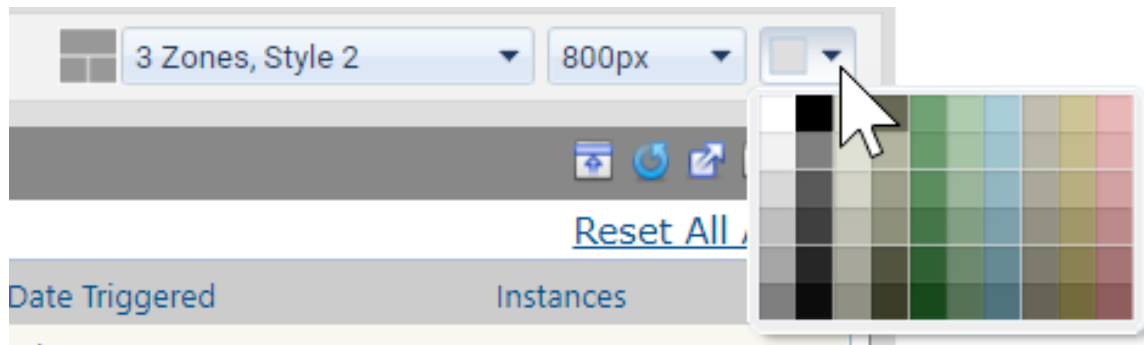 3 Zones, Style 2
800px
Reset All
Date Triggered
Instances